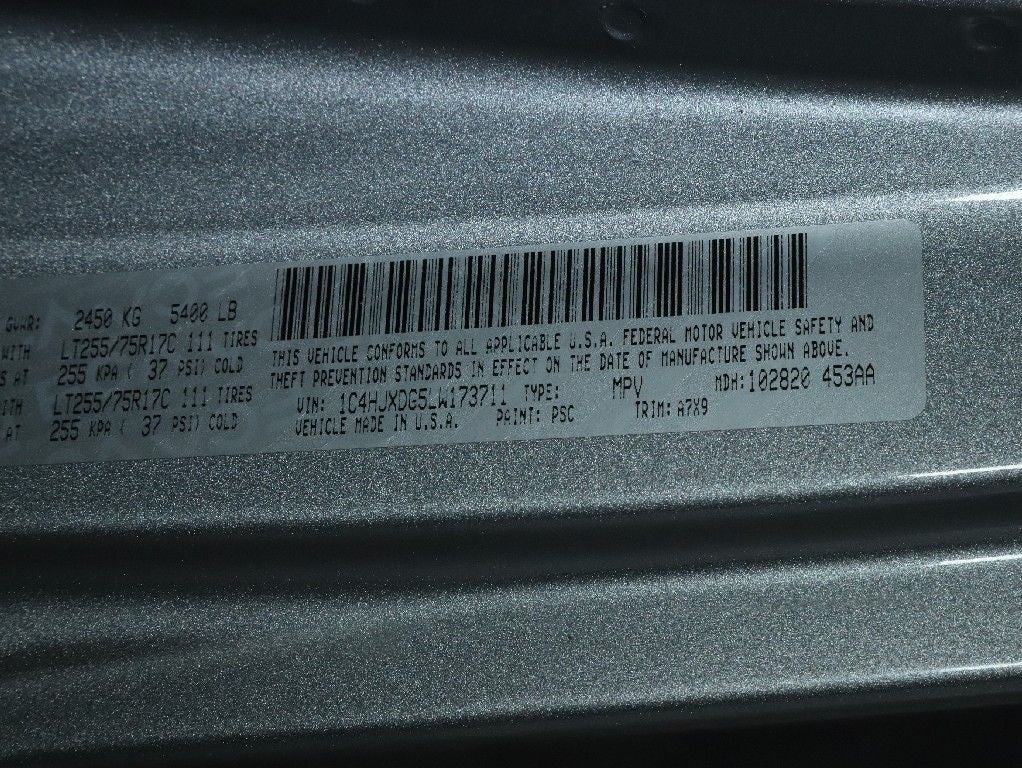 GVWR: 2450 KG 5400 LB
WITH LT255/75R17C 111 TIRES
S AT 255 KPA ( 37 PSI) COLD
ITH LT255/75R17C 111 TIRES
AT 255 KPA ( 37 PSI) COLD
THIS VEHICLE CONFORMS TO ALL APPLICABLE U.S.A. FEDERAL MOTOR VEHICLE SAFETY AND
THEFT PREVENTION STANDARDS IN EFFECT ON THE DATE OF MANUFACTURE SHOWN ABOVE.
VIN: 1C4HJXDG5LW173711 TYPE: MPV MDH:102820 453AA
VEHICLE MADE IN U.S.A. PAINT: PSC TRIM: A7X9